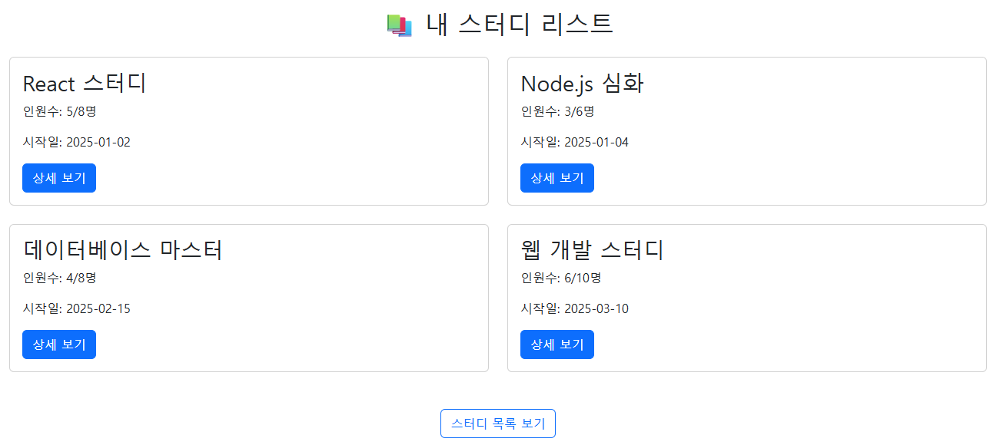 내 스터디 리스트
React 스터디
인원수: 5/8명
시작일: 2025-01-02
상세 보기
Node.js 심화
인원수: 3/6명
시작일: 2025-01-04
상세 보기
데이터베이스 마스터
인원수: 4/8명
시작일: 2025-02-15
상세 보기
웹 개발 스터디
인원수: 6/10명
시작일: 2025-03-10
상세 보기
스터디 목록 보기